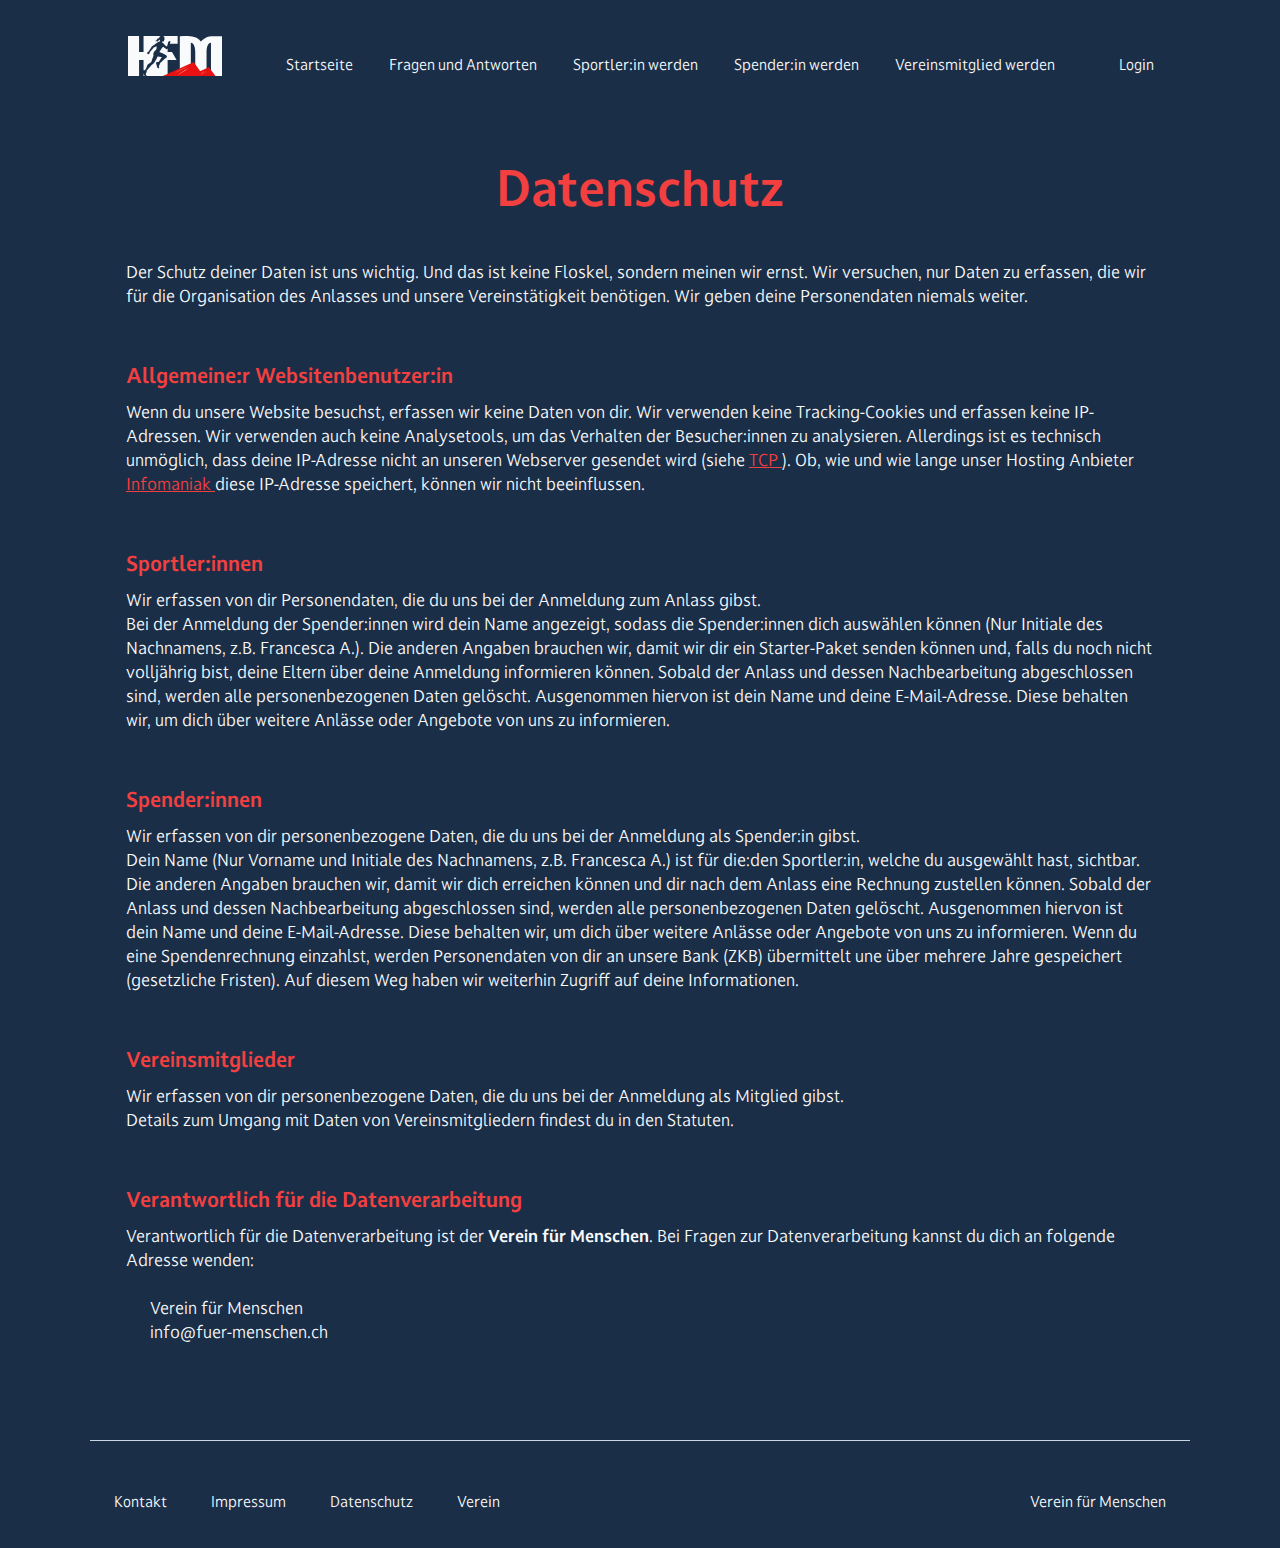 HFM
Startseite Fragen und Antworten Sportler:in werden Spender:in werden Vereinsmitglied werden Login
Datenschutz
Der Schutz deiner Daten ist uns wichtig. Und das ist keine Floskel, sondern meinen wir ernst. Wir versuchen, nur Daten zu erfassen, die wir
für die Organisation des Anlasses und unsere Vereinstätigkeit benötigen. Wir geben deine Personendaten niemals weiter.
Allgemeine:r Websitenbenutzer:in
Wenn du unsere Website besuchst, erfassen wir keine Daten von dir. Wir verwenden keine Tracking-Cookies und erfassen keine IP-
Adressen. Wir verwenden auch keine Analysetools, um das Verhalten der Besucher:innen zu analysieren. Allerdings ist es technisch
unmöglich, dass deine IP-Adresse nicht an unseren Webserver gesendet wird (siehe TCP ). Ob, wie und wie lange unser Hosting Anbieter
Infomaniak diese IP-Adresse speichert, können wir nicht beeinflussen.
Sportler:innen
Wir erfassen von dir Personendaten, die du uns bei der Anmeldung zum Anlass gibst.
Bei der Anmeldung der Spender:innen wird dein Name angezeigt, sodass die Spender:innen dich auswählen können (Nur Initiale des
Nachnamens, z.B. Francesca A.). Die anderen Angaben brauchen wir, damit wir dir ein Starter-Paket senden können und, falls du noch nicht
volljährig bist, deine Eltern über deine Anmeldung informieren können. Sobald der Anlass und dessen Nachbearbeitung abgeschlossen
sind, werden alle personenbezogenen Daten gelöscht. Ausgenommen hiervon ist dein Name und deine E-Mail-Adresse. Diese behalten
wir, um dich über weitere Anlässe oder Angebote von uns zu informieren.
Spender:innen
Wir erfassen von dir personenbezogene Daten, die du uns bei der Anmeldung als Spender:in gibst.
Dein Name (Nur Vorname und Initiale des Nachnamens, z.B. Francesca A.) ist für die:den Sportler:in, welche du ausgewählt hast, sichtbar.
Die anderen Angaben brauchen wir, damit wir dich erreichen können und dir nach dem Anlass eine Rechnung zustellen können. Sobald der
Anlass und dessen Nachbearbeitung abgeschlossen sind, werden alle personenbezogenen Daten gelöscht. Ausgenommen hiervon ist
dein Name und deine E-Mail-Adresse. Diese behalten wir, um dich über weitere Anlässe oder Angebote von uns zu informieren. Wenn du
eine Spendenrechnung einzahlst, werden Personendaten von dir an unsere Bank (ZKB) übermittelt une über mehrere Jahre gespeichert
(gesetzliche Fristen). Auf diesem Weg haben wir weiterhin Zugriff auf deine Informationen.
Vereinsmitglieder
Wir erfassen von dir personenbezogene Daten, die du uns bei der Anmeldung als Mitglied gibst.
Details zum Umgang mit Daten von Vereinsmitgliedern findest du in den Statuten.
Verantwortlich für die Datenverarbeitung
Verantwortlich für die Datenverarbeitung ist der Verein für Menschen. Bei Fragen zur Datenverarbeitung kannst du dich an folgende
Adresse wenden:
Verein für Menschen
info@fuer-menschen.ch
Kontakt Impressum Datenschutz Verein Verein für Menschen